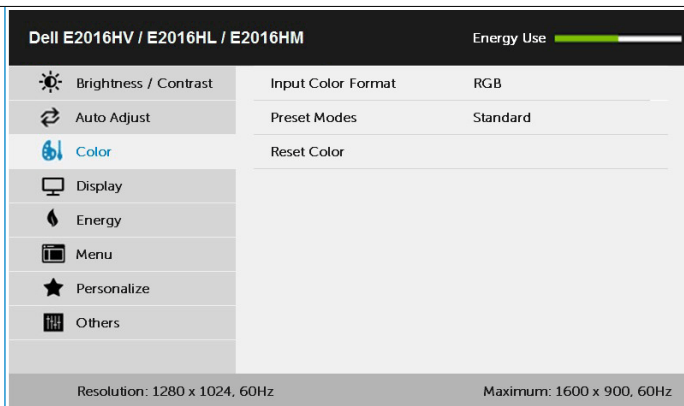 Dell E2016HV / E2016HL / E2016HM Energy Use
Brightness / Contrast Input Color Format RGB
Auto Adjust Preset Modes Standard
Color Reset Color
Display
Energy
Menu
Personalize
Others
Resolution: 1280 x 1024, 60Hz Maximum: 1600 x 900, 60Hz